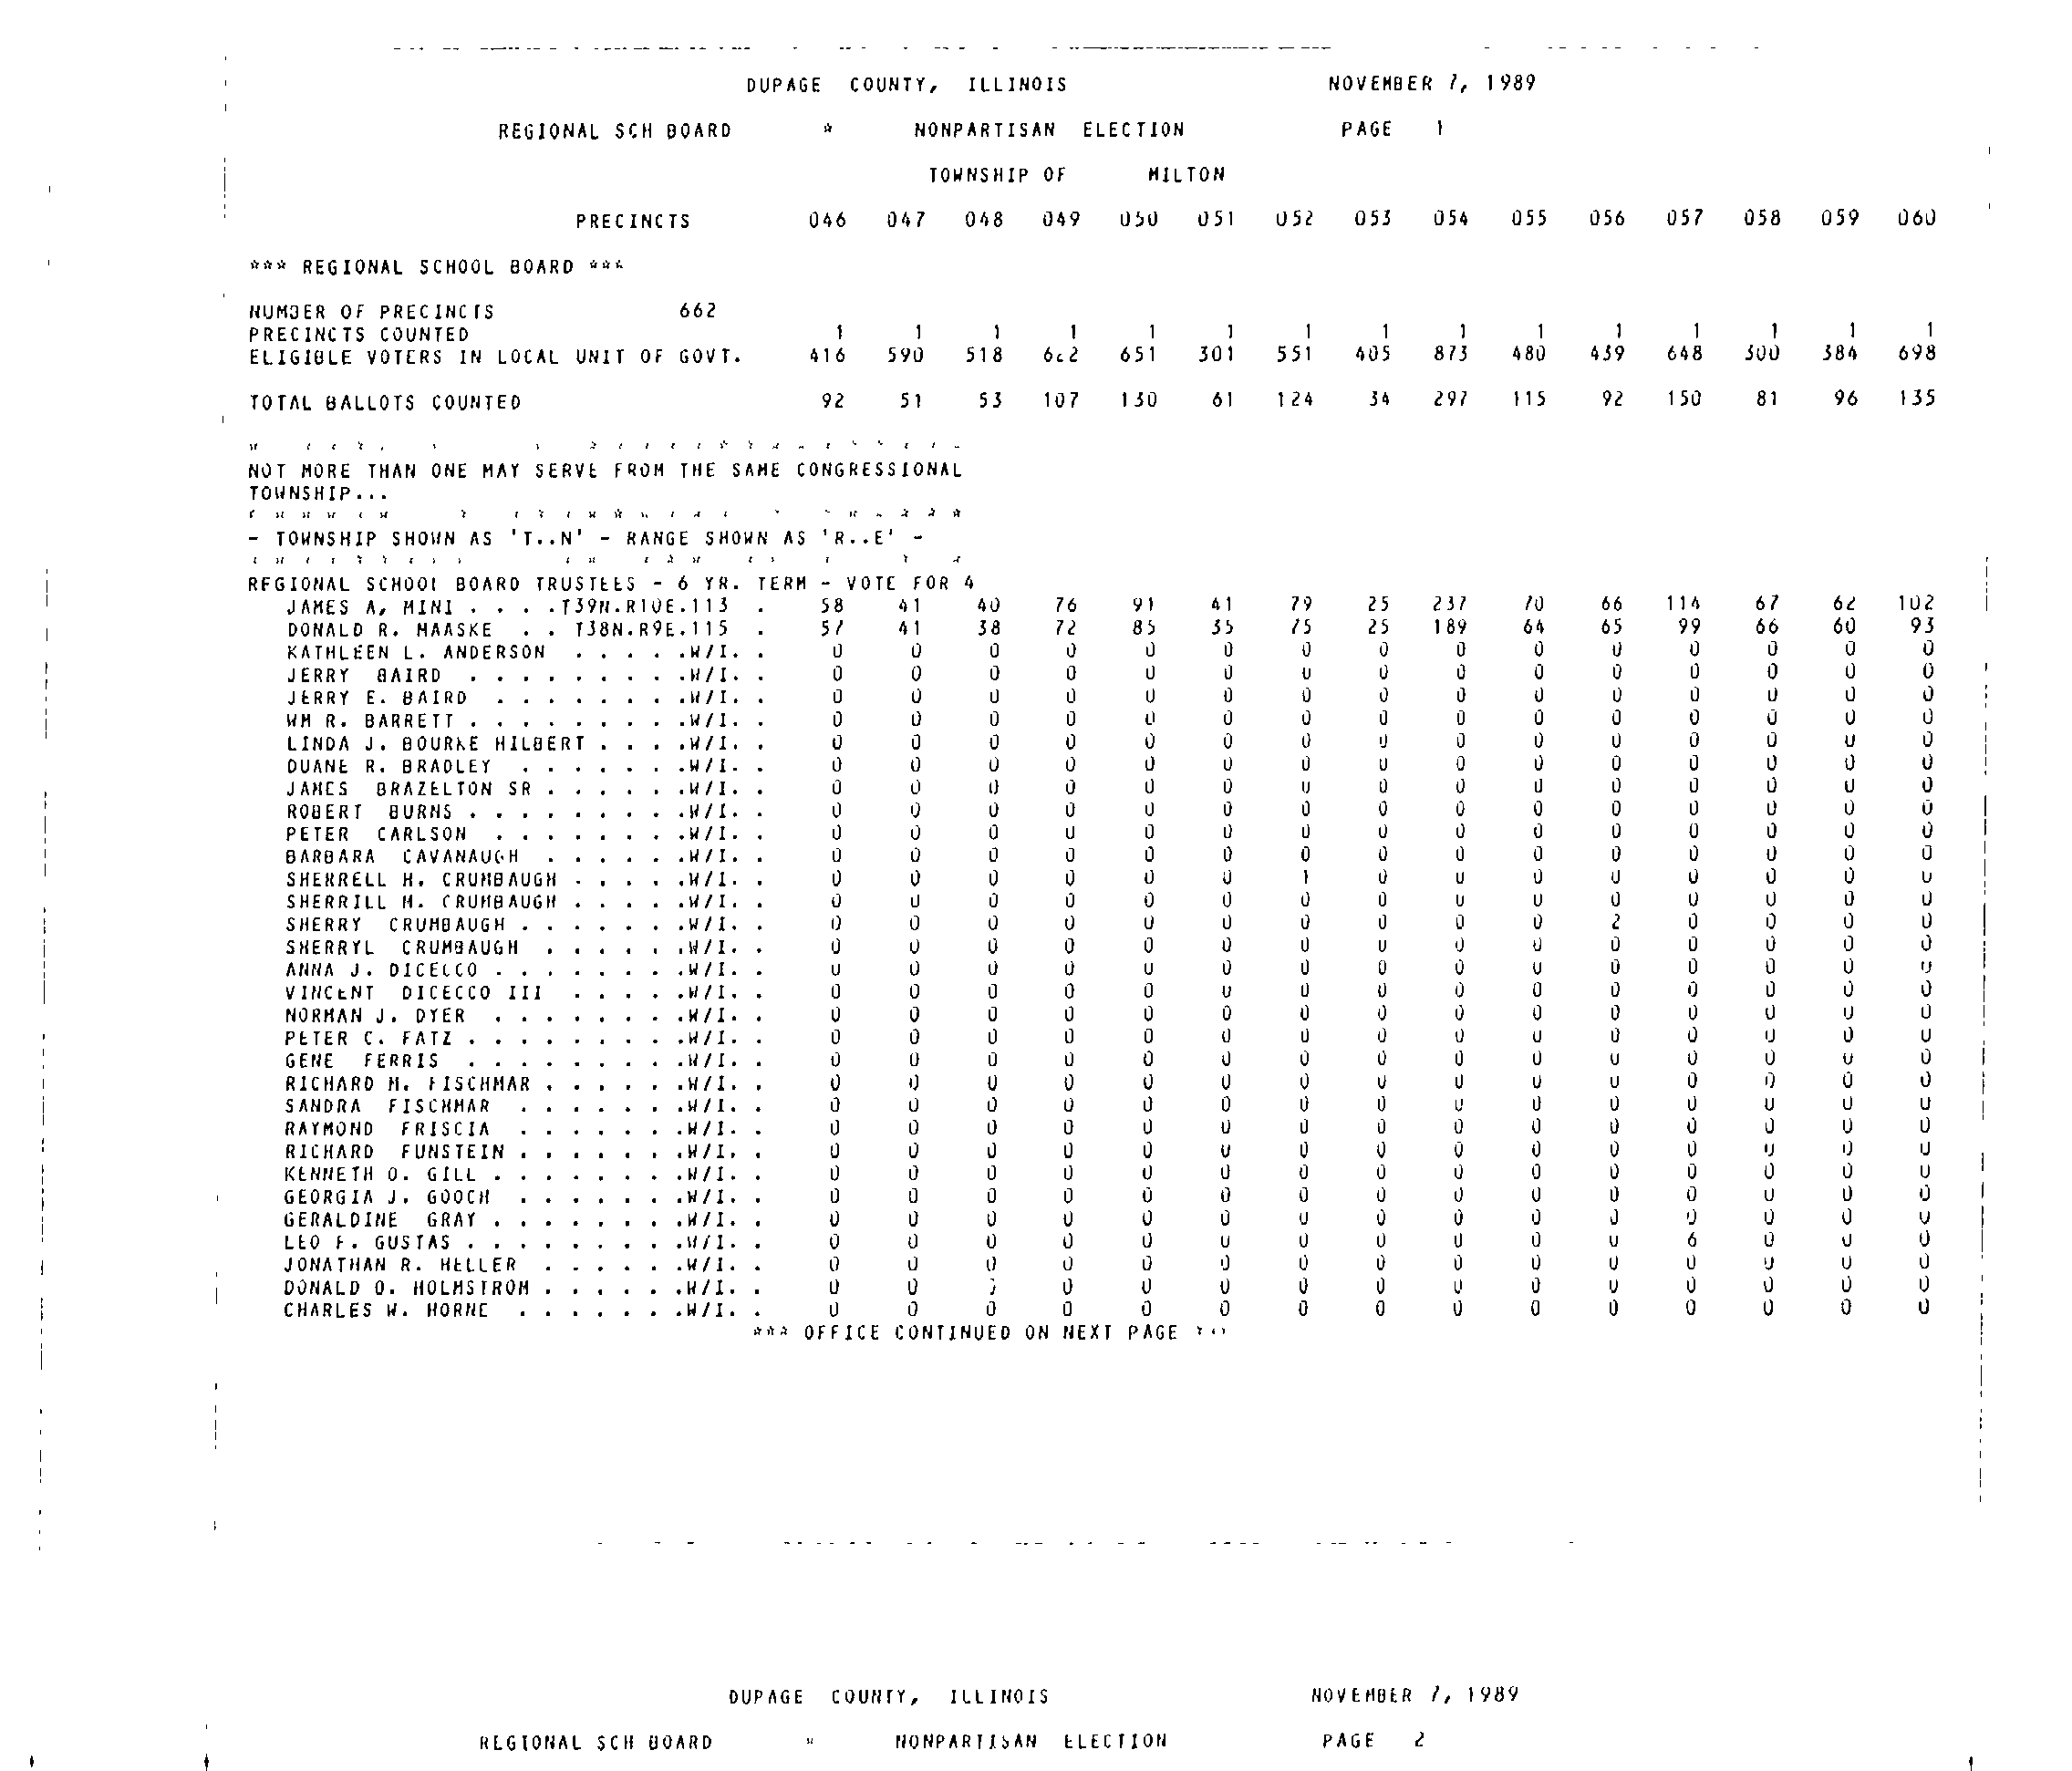 DUPAGE COUNTY, ILLINOIS NOVEMBER 7, 1989
REGIONAL SCH BOARD * NONPARTISAN ELECTION PAGE 1
TOWNSHIP OF MILTON
PRECINCTS 046 047 048 049 050 051 052 053 054 055 056 057 058 059 060
*** REGIONAL SCHOOL BOARD ***
NUMBER OF PRECINCTS 662
PRECINCTS COUNTED 1 1 1 1 1 1 1 1 1 1 1 1 1 1 1
ELIGIBLE VOTERS IN LOCAL UNIT OF GOVT. 416 590 518 651 301 551 405 873 480 439 648 300 384 698
TOTAL BALLOTS COUNTED 92 51 53 107 130 61 124 34 297 115 92 150 81 96 135
NOT MORE THAN ONE MAY SERVE FROM THE SAME CONGRESSIONAL
TOWNSHIP...
- TOWNSHIP SHOWN AS 'T..N' - RANGE SHOWN AS 'R..E' -
REGIONAL SCHOOL BOARD TRUSTEES - 6 YR. TERM - VOTE FOR 4
JAMES A, MINI . . . .T39N.R10E.113 . 58 41 40 76 91 41 79 25 237 70 66 114 67 62 102
DONALD R. MAASKE . . T38N.R9E.115 . 57 41 38 72 85 35 75 25 189 64 65 99 66 60 93
KATHLEEN L. ANDERSON . . . . .W/I. . 0 0 0 0 0 0 0 0 0 0 0 0 0 0 0
JERRY BAIRD . . . . . . . . .W/I. . 0 0 0 0 0 0 0 0 0 0 0 0 0 0 0
JERRY E. BAIRD . . . . . . . .W/I. . 0 0 0 0 0 0 0 0 0 0 0 0 0 0 0
WM R. BARRETT . . . . . . . . .W/I. . 0 0 0 0 0 0 0 0 0 0 0 0 0 0 0
LINDA J. BOURKE HILBERT . . . .W/I. . 0 0 0 0 0 0 0 0 0 0 0 0 0 0 0
DUANE R. BRADLEY . . . . . . .W/I. . 0 0 0 0 0 0 0 0 0 0 0 0 0 0 0
JAMES BRAZELTON SR . . . . . .W/I. . 0 0 0 0 0 0 0 0 0 0 0 0 0 0 0
ROBERT BURNS . . . . . . . . .W/I. . 0 0 0 0 0 0 0 0 0 0 0 0 0 0 0
PETER CARLSON . . . . . . . .W/I. . 0 0 0 0 0 0 0 0 0 0 0 0 0 0 0
BARBARA CAVANAUGH . . . . . .W/I. . 0 0 0 0 0 0 0 0 0 0 0 0 0 0 0
SHERRELL H. CRUMBAUGH . . . . .W/I. . 0 0 0 0 0 0 1 0 0 0 0 0 0 0 0
SHERRILL M. CRUMBAUGH . . . . .W/I. . 0 0 0 0 0 0 0 0 0 0 0 0 0 0 0
SHERRY CRUMBAUGH . . . . . . .W/I. . 0 0 0 0 0 0 0 0 0 0 2 0 0 0 0
SHERRYL CRUMBAUGH . . . . . .W/I. . 0 0 0 0 0 0 0 0 0 0 0 0 0 0 0
ANNA J. DICECCO . . . . . . . .W/I. . 0 0 0 0 0 0 0 0 0 0 0 0 0 0 0
VINCENT DICECCO III . . . . .W/I. . 0 0 0 0 0 0 0 0 0 0 0 0 0 0 0
NORMAN J. DYER . . . . . . . .W/I. . 0 0 0 0 0 0 0 0 0 0 0 0 0 0 0
PETER C. FATZ . . . . . . . . .W/I. . 0 0 0 0 0 0 0 0 0 0 0 0 0 0 0
GENE FERRIS . . . . . . . . .W/I. . 0 0 0 0 0 0 0 0 0 0 0 0 0 0 0
RICHARD M. FISCHMAR . . . . . .W/I. . 0 0 0 0 0 0 0 0 0 0 0 0 0 0 0
SANDRA FISCHMAR . . . . . . .W/I. . 0 0 0 0 0 0 0 0 0 0 0 0 0 0 0
RAYMOND FRISCIA . . . . . . .W/I. . 0 0 0 0 0 0 0 0 0 0 0 0 0 0 0
RICHARD FUNSTEIN . . . . . . .W/I. . 0 0 0 0 0 0 0 0 0 0 0 0 0 0 0
KENNETH O. GILL . . . . . . . .W/I. . 0 0 0 0 0 0 0 0 0 0 0 0 0 0 0
GEORGIA J. GOOCH . . . . . . .W/I. . 0 0 0 0 0 0 0 0 0 0 0 0 0 0 0
GERALDINE GRAY . . . . . . . .W/I. . 0 0 0 0 0 0 0 0 0 0 0 0 0 0 0
LEO F. GUSTAS . . . . . . . . .W/I. . 0 0 0 0 0 0 0 0 0 0 0 6 0 0 0
JONATHAN R. HELLER . . . . . .W/I. . 0 0 0 0 0 0 0 0 0 0 0 0 0 0 0
DONALD O. HOLMSTROM . . . . . .W/I. . 0 0 0 0 0 0 0 0 0 0 0 0 0 0 0
CHARLES W. HORNE . . . . . . .W/I. . 0 0 0 0 0 0 0 0 0 0 0 0 0 0 0
*** OFFICE CONTINUED ON NEXT PAGE ***
DUPAGE COUNTY, ILLINOIS NOVEMBER 7, 1989
REGIONAL SCH BOARD * NONPARTISAN ELECTION PAGE 2